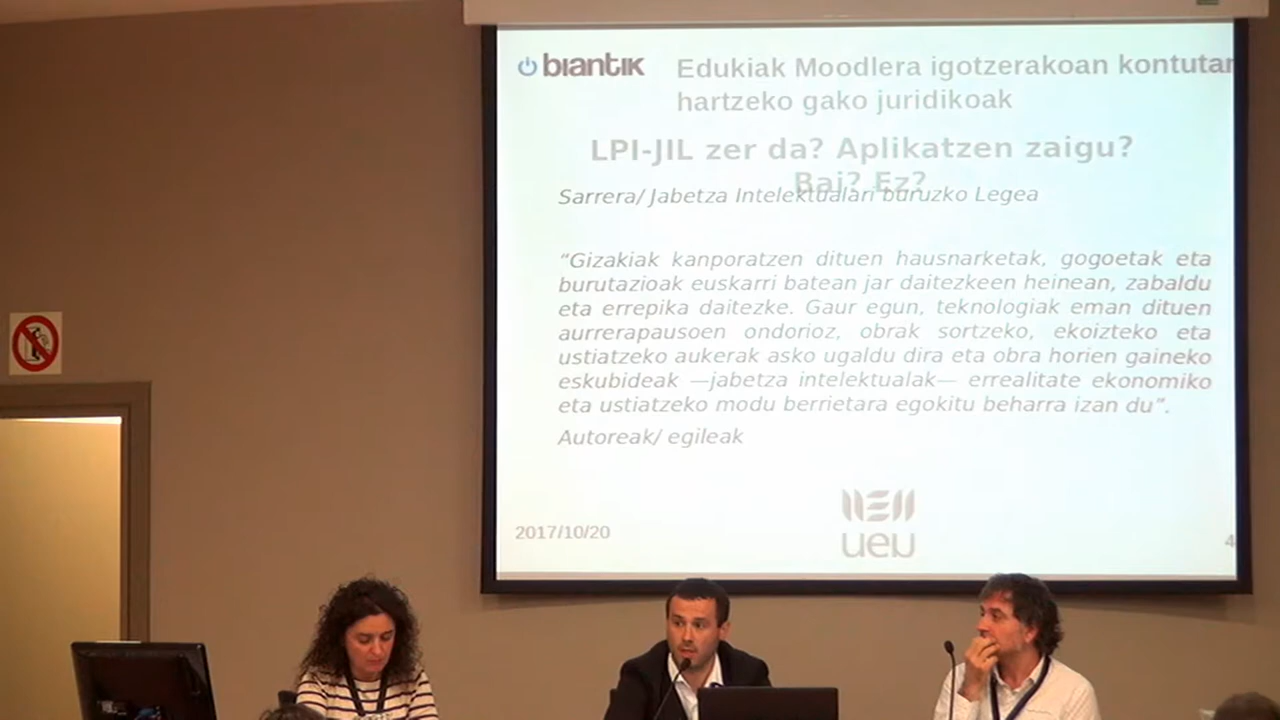 biantik
Edukiak Moodlera igotzerakoan kontutan
hartzeko gako juridikoak
LPI-JIL zer da? Aplikatzen zaigu?
Bai? Ez?
Sarrera/ Jabetza Intelektualari buruzko Legea
“Gizakiak kanporatzen dituen hausnarketak, gogoetak eta
burutazioak euskarri batean jar daitezkeen heinean, zabaldu
eta errepika daitezke. Gaur egun, teknologiak eman dituen
aurrerapausoen ondorioz, obrak sortzeko, ekoizteko eta
ustiatzeko aukerak asko ugaldu dira eta obra horien gaineko
eskubideak —jabetza intelektualak— errealitate ekonomiko
eta ustiatzeko modu berrietara egokitu beharra izan du”.
Autoreak/ egileak
2017/10/20
ueu
4